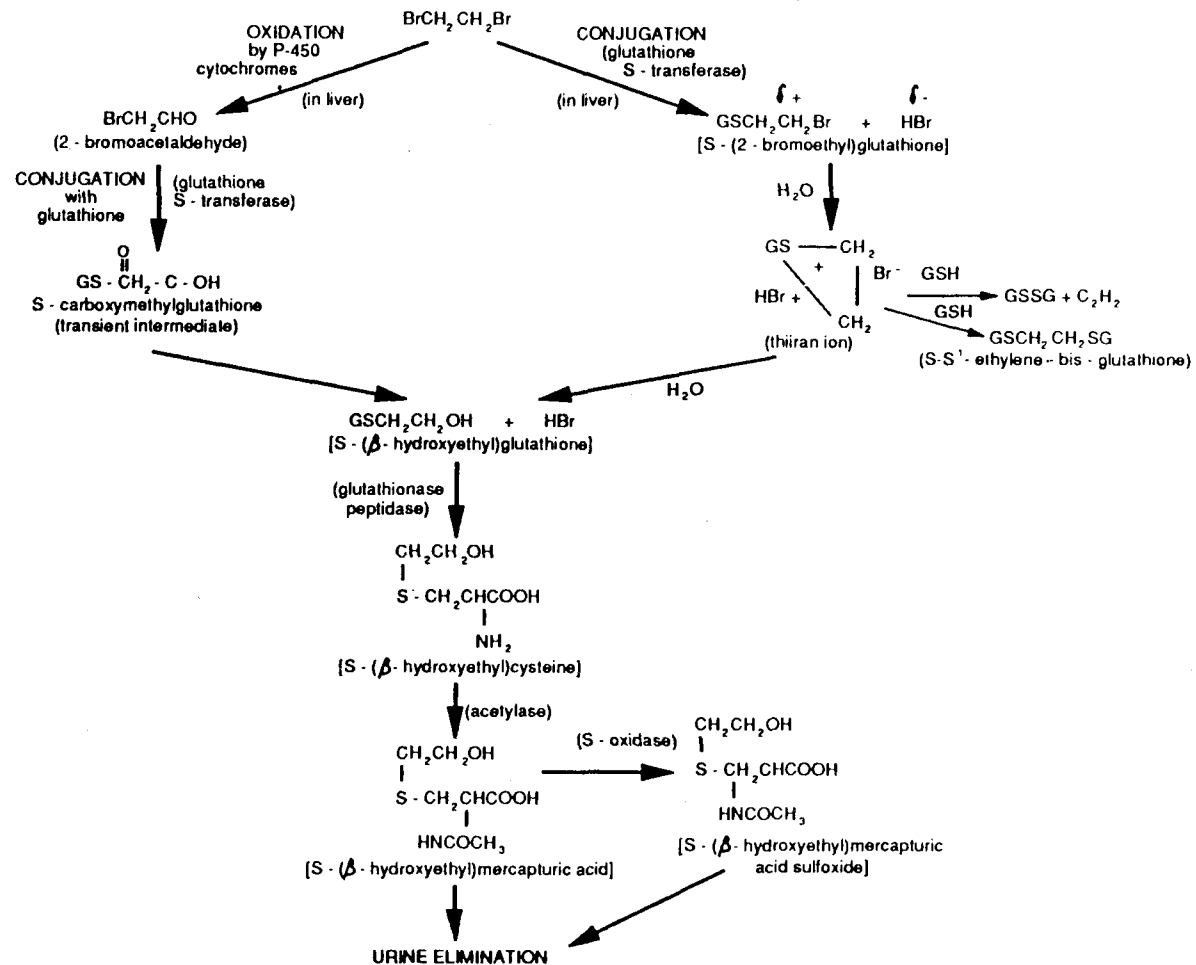 BrCH₂CH₂Br
OXIDATION
by P-450
cytochromes
(in liver)
CONJUGATION
(glutathione
S - transferase)
(in liver)
BrCH₂CHO
(2 - bromoacetaldehyde)
δ + δ -
GSCH₂CH₂Br + HBr
[S - (2 - bromoethyl)glutathione]
CONJUGATION
with
glutathione
(glutathione
S - transferase)
H₂O
O
GS - CH₂ - C - OH
S - carboxymethylglutathione
(transient intermediale)
GS CH₂
+
Br⁻
HBr +
CH₂
(thiiran ion)
GSH
GSSG + C₂H₂
GSH
GSCH₂CH₂SG
(S-S¹- ethylene - bis - glutathione)
H₂O
GSCH₂CH₂OH + HBr
[S - (β - hydroxyethyl)glutathione]
(glutathionase
peptidase)
CH₂CH₂OH
S - CH₂CHCOOH
NH₂
[S - (β - hydroxyethyl)cysteine]
(acetylase)
CH₂CH₂OH
S - CH₂CHCOOH
HNCOCH₃
[S - (β - hydroxyethyl)mercapturic acid]
(S - oxidase)
CH₂CH₂OH
S - CH₂CHCOOH
HNCOCH₃
[S - (β - hydroxyethyl)mercapturic
acid sulfoxide]
URINE ELIMINATION